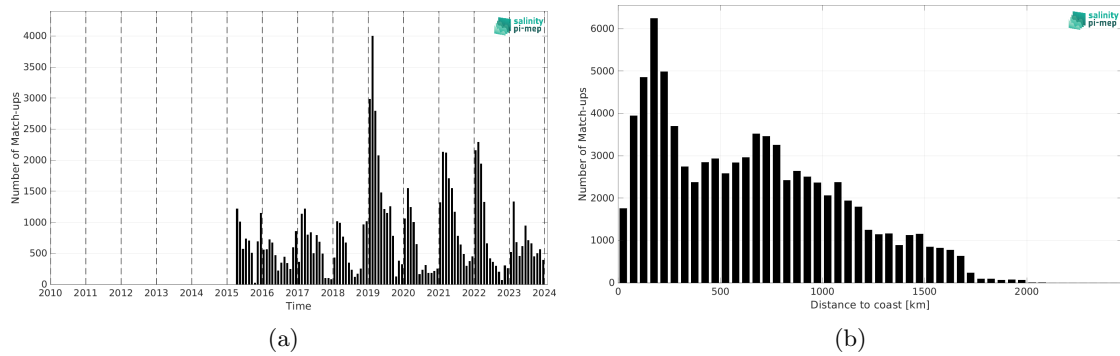 salinity
pi-mep
4000
3500
3000
2500
2000
1500
1000
500
0
Number of Match-ups
2010 2011 2012 2013 2014 2015 2016 2017 2018 2019 2020 2021 2022 2023 2024
Time
(a)
salinity
pi-mep
6000
5000
4000
3000
2000
1000
0
Number of Match-ups
0 500 1000 1500 2000
Distance to coast [km]
(b)